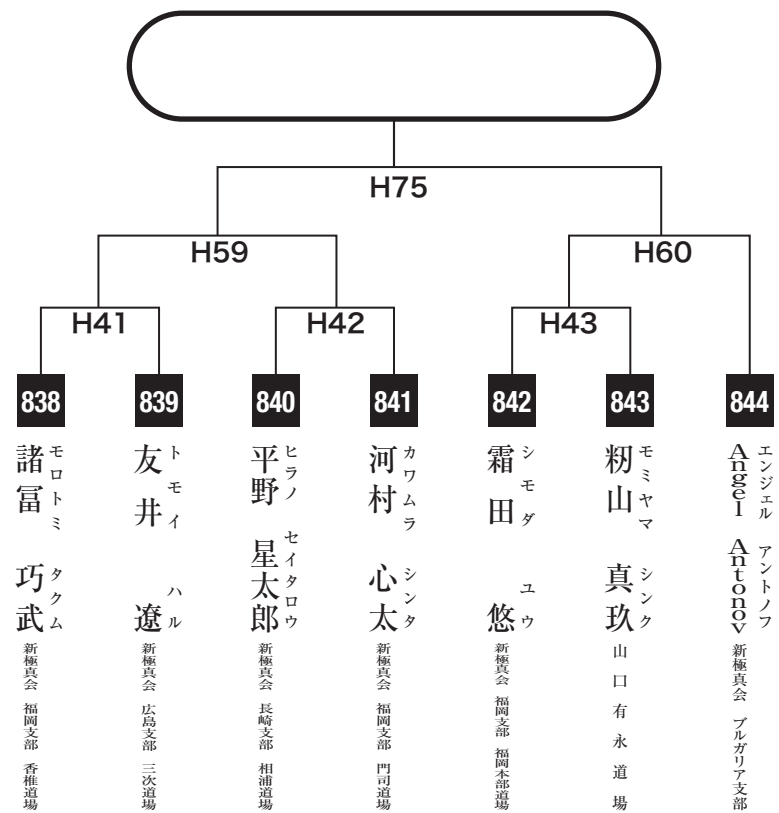 H75
H59
H60
H41
H42
H43
838
839
840
841
842
843
844
諸冨 巧武
モロトミ タクム
新極真会 福岡支部 香椎道場
友井 遼
トモイ ハル
新極真会 広島支部 三次道場
平野 星太郎
ヒラノ セイタロウ
新極真会 長崎支部 相浦道場
河村 心太
カワムラ シンタ
新極真会 福岡支部 門司道場
霜田 悠
シモダ ユウ
新極真会 福岡支部 福岡本部道場
籾山 真玖
モミヤマ シンク
山口有永道場
Angel Antonov
エンジェル アントノフ
新極真会 ブルガリア支部